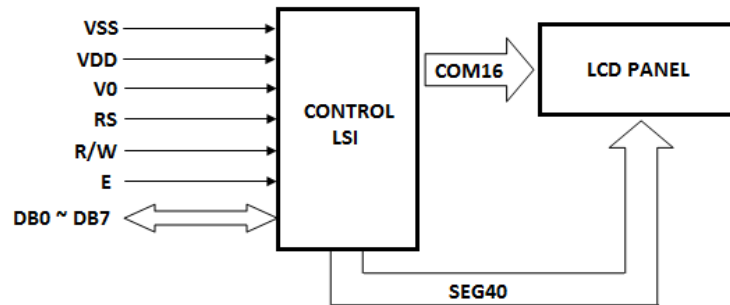 VSS
VDD
V0
RS
R/W
E
DB0 ~ DB7
CONTROL
LSI
COM16
LCD PANEL
SEG40